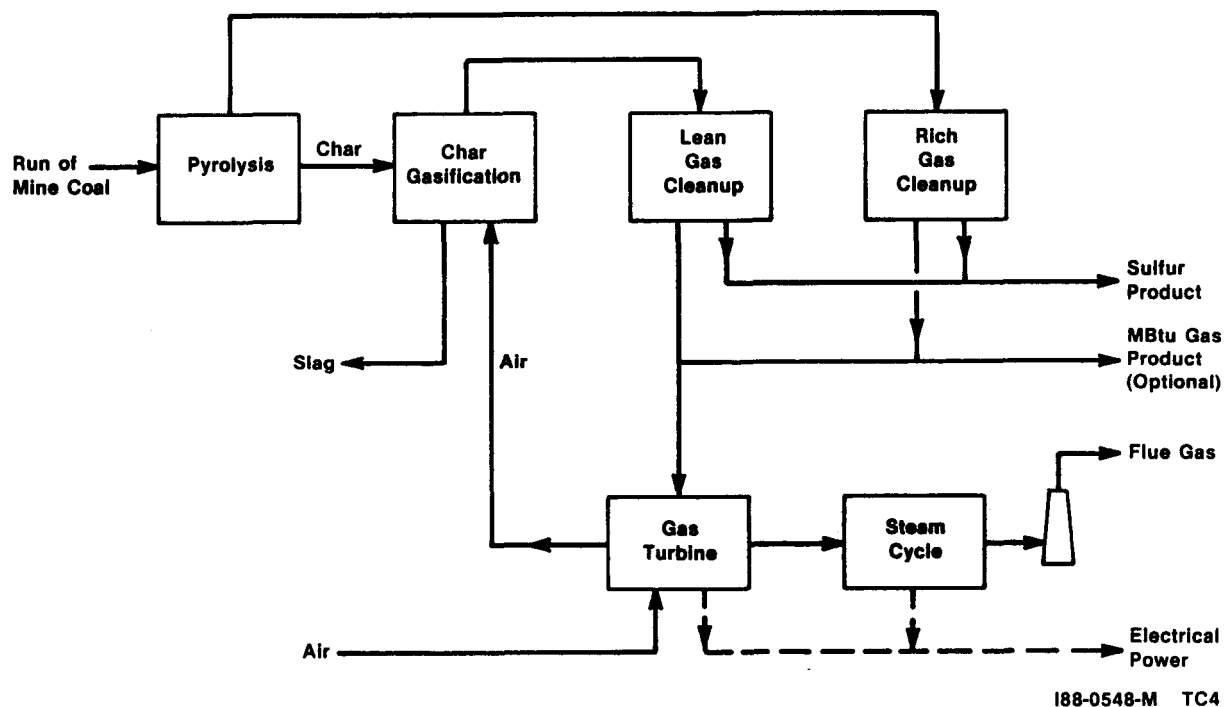 Run of
Mine Coal
Pyrolysis
Char
Char
Gasification
Lean
Gas
Cleanup
Rich
Gas
Cleanup
Sulfur
Product
MBtu Gas
Product
(Optional)
Slag
Air
Flue Gas
Gas
Turbine
Steam
Cycle
Air
Electrical
Power
I88-0548-M TC4